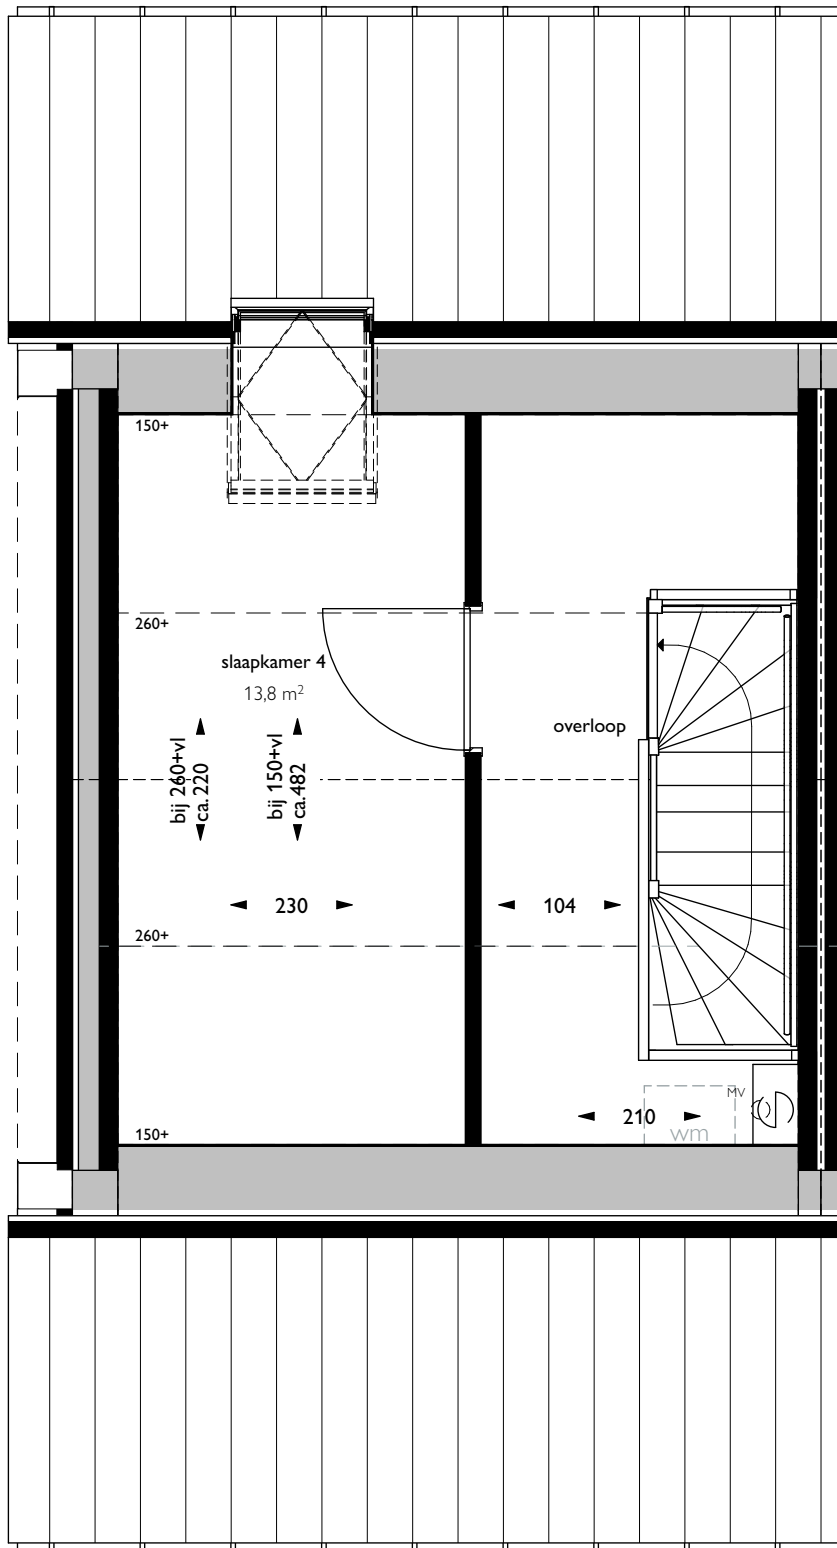 150+
260+
slaapkamer 4
13,8 m²
overloop
bij 260+vl
ca.220
bij 150+vl
ca.482
230
104
260+
MV
210
150+
wm